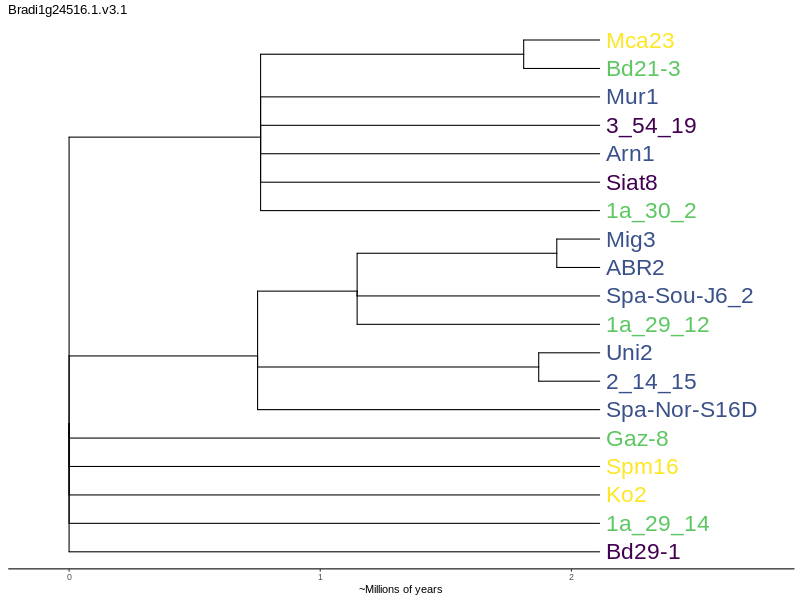 Bradi1g24516.1.v3.1
Mca23
Bd21-3
Mur1
3_54_19
Arn1
Siat8
1a_30_2
Mig3
ABR2
Spa-Sou-J6_2
1a_29_12
Uni2
2_14_15
Spa-Nor-S16D
Gaz-8
Spm16
Ko2
1a_29_14
Bd29-1
0 1 2
~Millions of years